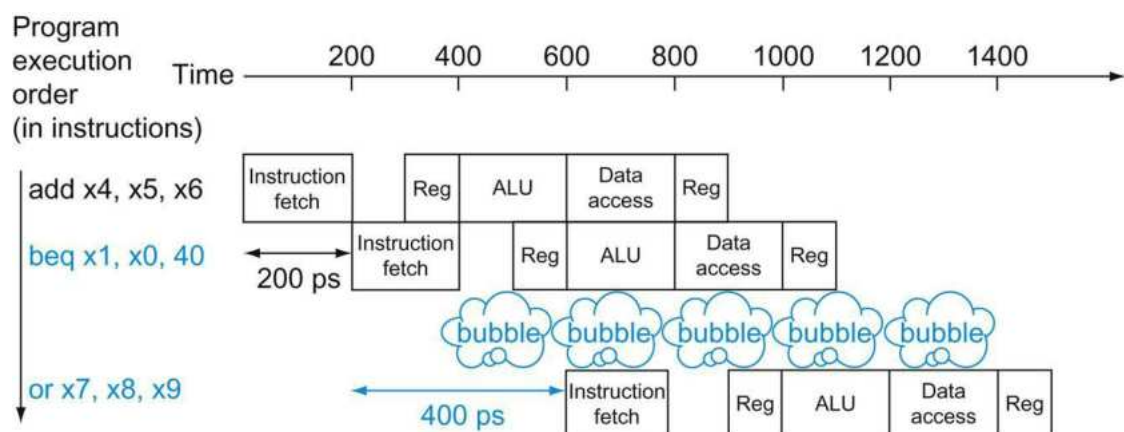 Program
execution
order
(in instructions)
Time
200 400 600 800 1000 1200 1400
add x4, x5, x6
Instruction
fetch
Reg
ALU
Data
access
Reg
beq x1, x0, 40
200 ps
Instruction
fetch
Reg
ALU
Data
access
Reg
bubble bubble bubble bubble bubble
or x7, x8, x9
400 ps
Instruction
fetch
Reg
ALU
Data
access
Reg